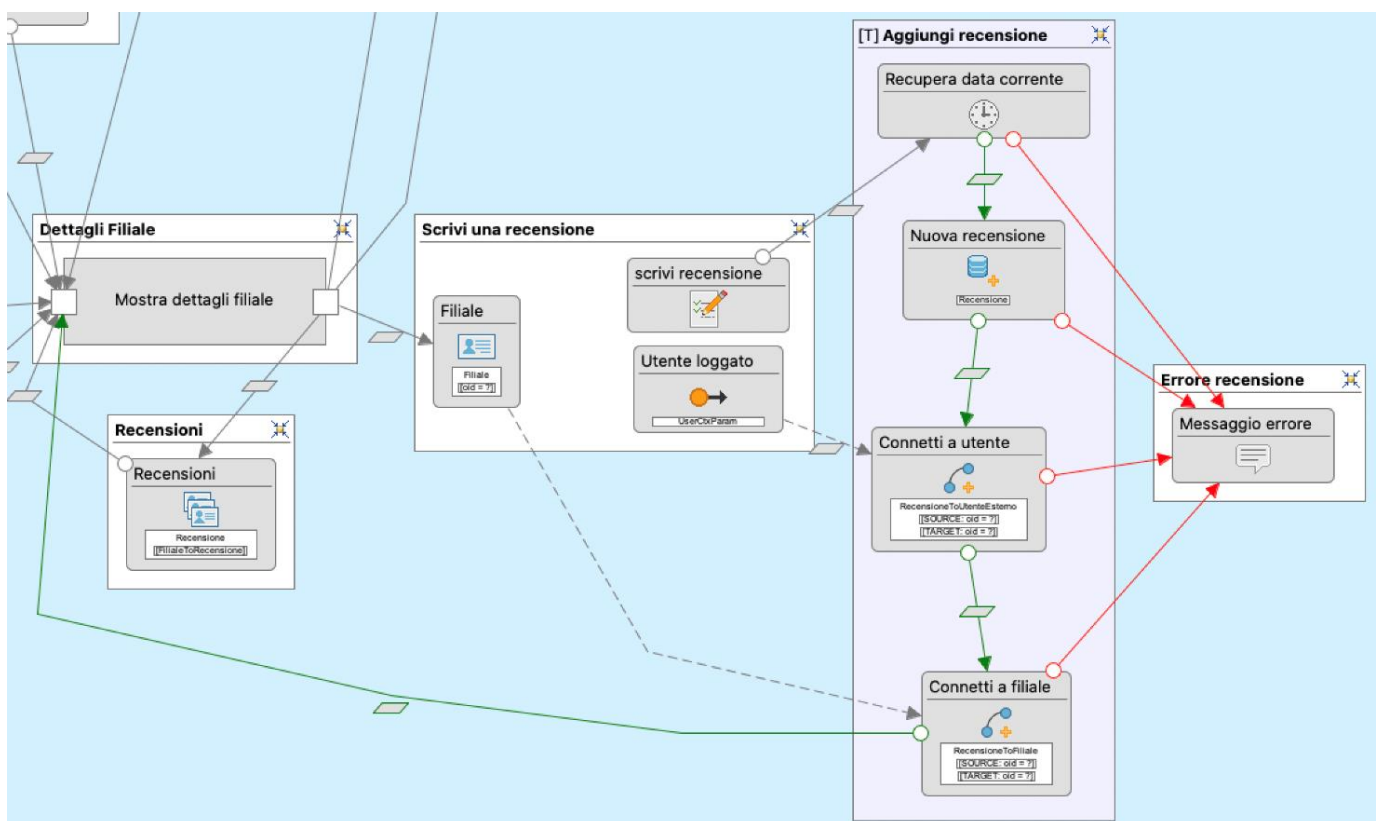 [T] Aggiungi recensione
Recupera data corrente
Dettagli Filiale
Mostra dettagli filiale
Scrivi una recensione
scrivi recensione
Filiale
Filiale
[[oid = ?]]
Utente loggato
UserCtxParam
Nuova recensione
Recensione
Errore recensione
Messaggio errore
Recensioni
Recensioni
Recensione
[[FilialeToRecensione]]
Connetti a utente
RecensioneToUtenteEsterno
[[SOURCE: oid = ?]]
[[TARGET: oid = ?]]
Connetti a filiale
RecensioneToFiliale
[[SOURCE: oid = ?]]
[[TARGET: oid = ?]]